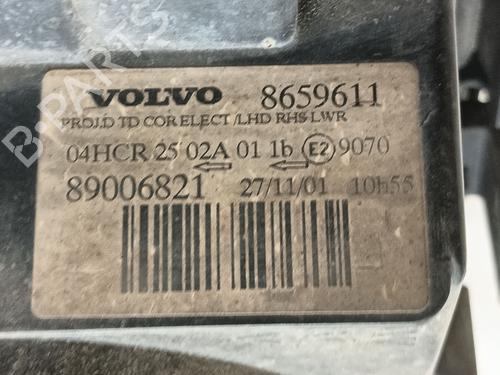 VOLVO 8659611
PROJ.D TD COR ELECT /LHD RHS LWR
04HCR 25 02A 01 1b E2 9070
89006821 27/11/01 10h55
B-PARTS